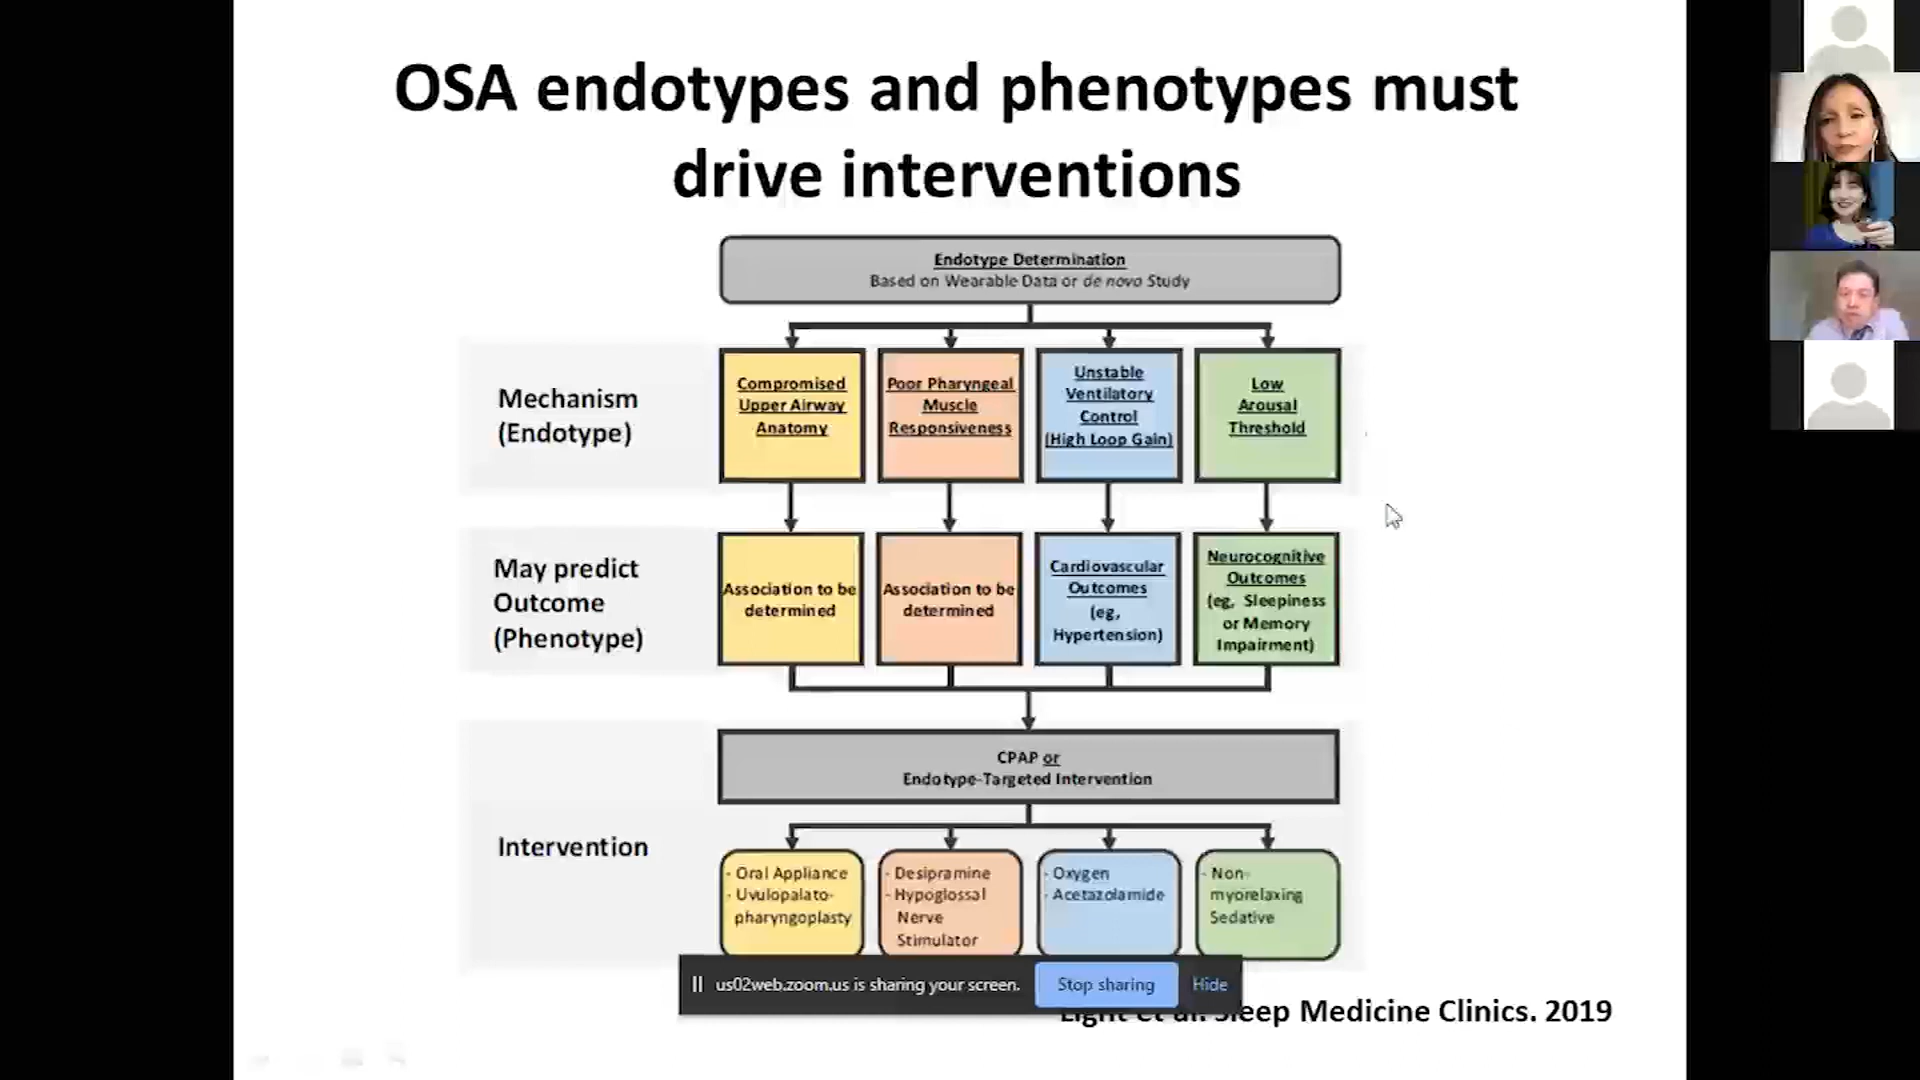 OSA endotypes and phenotypes must
drive interventions
Endotype Determination
Based on Wearable Data or de novo Study
Mechanism
(Endotype)
Compromised
Upper Airway
Anatomy
Poor Pharyngeal
Muscle
Responsiveness
Unstable
Ventilatory
Control
(High Loop Gain)
Low
Arousal
Threshold
May predict
Outcome
(Phenotype)
Association to be
determined
Association to be
determined
Cardiovascular
Outcomes
(eg,
Hypertension)
Neurocognitive
Outcomes
(eg, Sleepiness
or Memory
Impairment)
CPAP or
Endotype-Targeted Intervention
Intervention
- Oral Appliance
- Uvulopalato-
pharyngoplasty
- Desipramine
- Hypoglossal
Nerve
Stimulator
- Oxygen
- Acetazolamide
- Non-
myorelaxing
Sedative
us02web.zoom.us is sharing your screen.
Stop sharing
Hide
Sleep Medicine Clinics. 2019